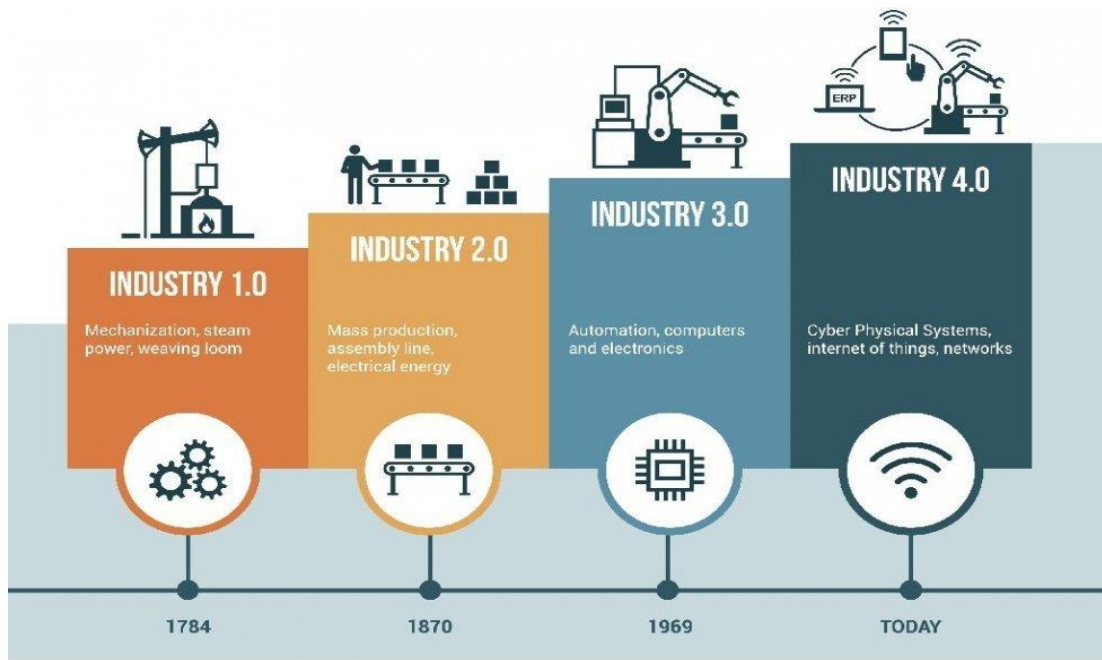 ERP
INDUSTRY 1.0
Mechanization, steam
power, weaving loom
INDUSTRY 2.0
Mass production,
assembly line,
electrical energy
INDUSTRY 3.0
Automation, computers
and electronics
INDUSTRY 4.0
Cyber Physical Systems,
internet of things, networks
1784
1870
1969
TODAY